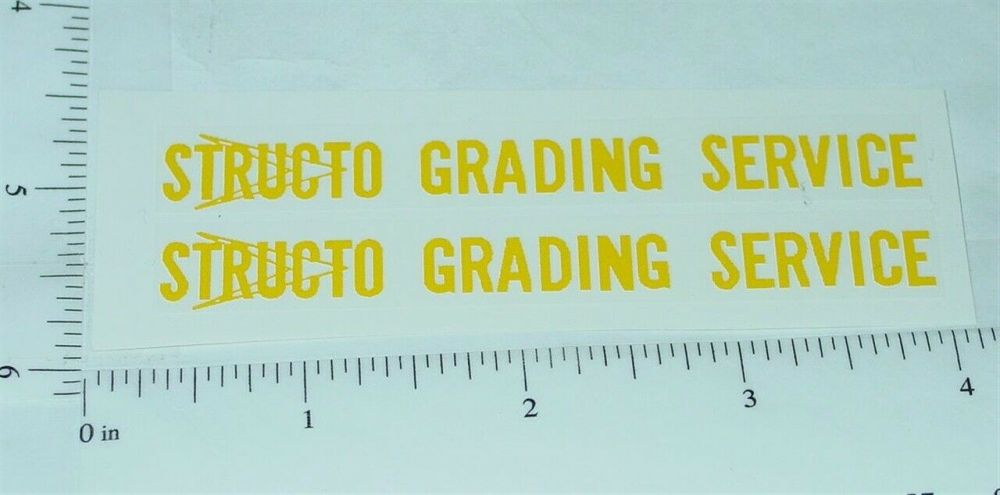 4
STRUCTO GRADING SERVICE
5
STRUCTO GRADING SERVICE
6
0 in 1 2 3 4